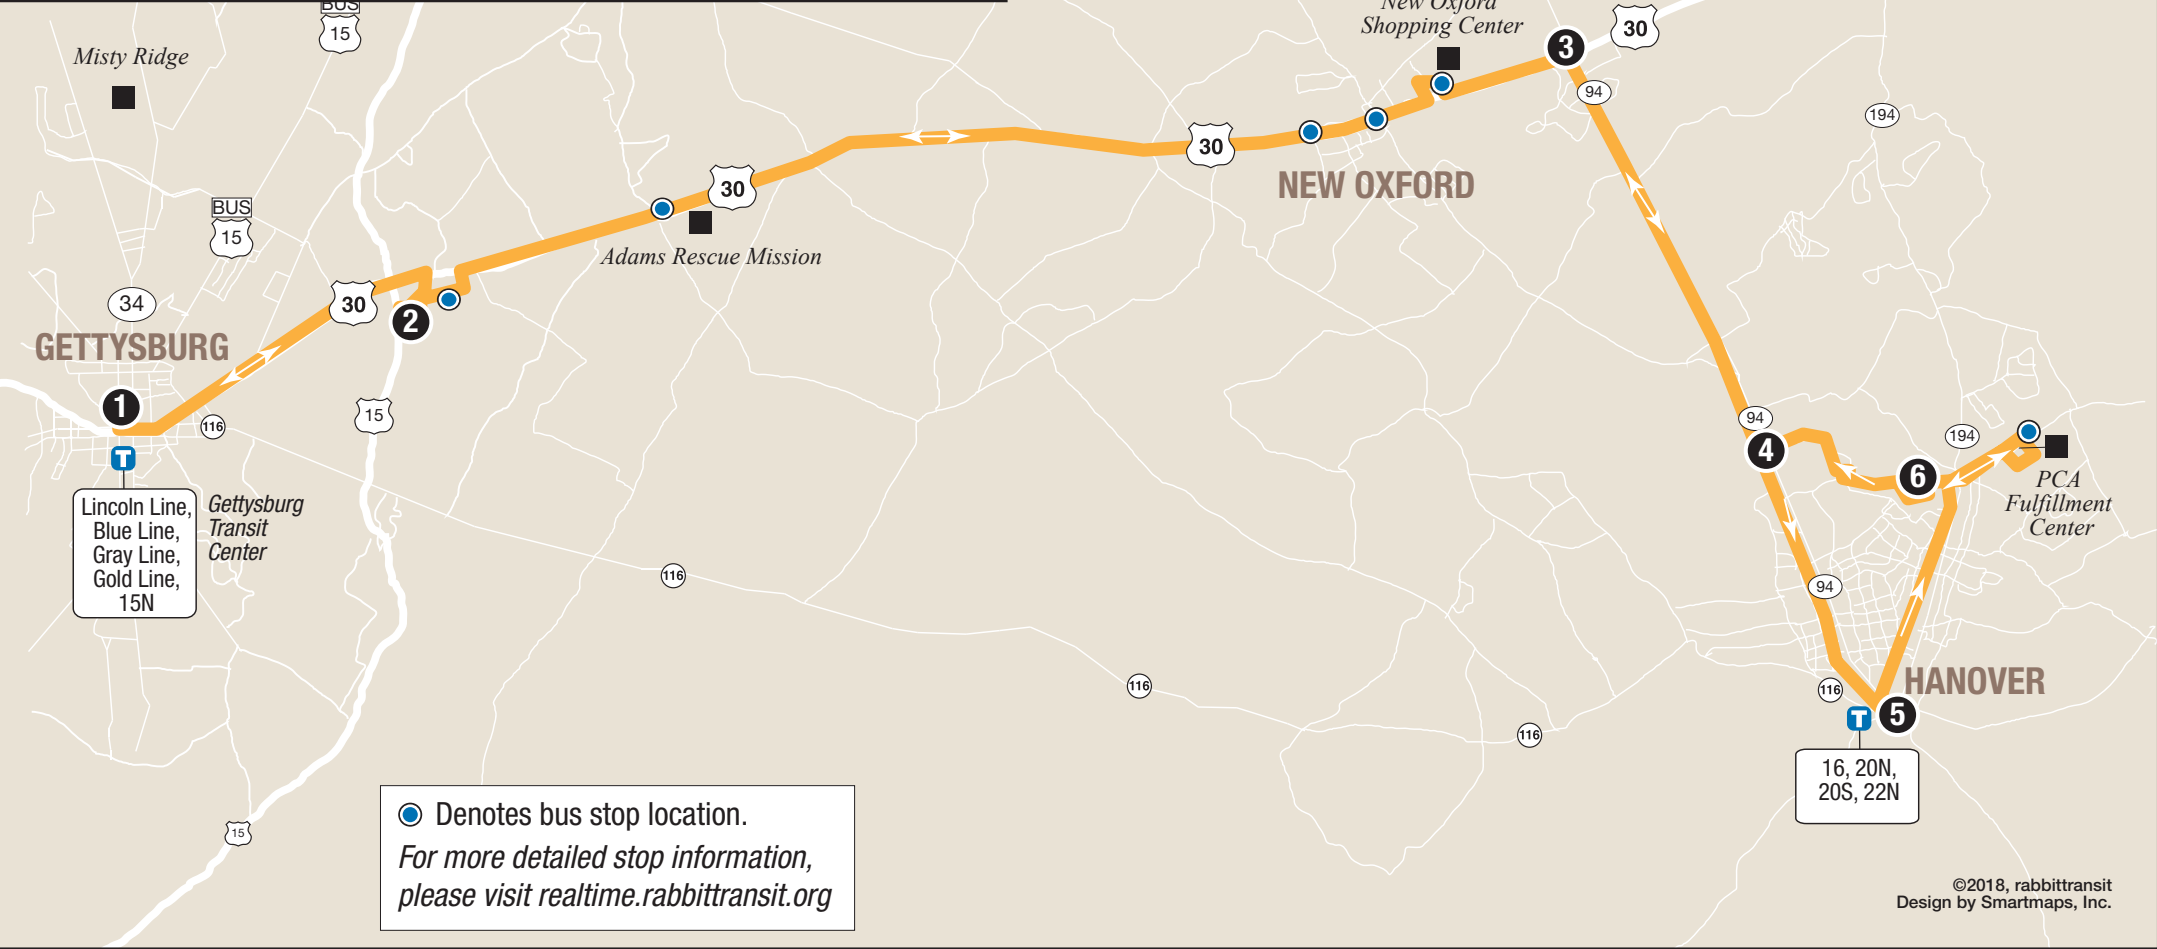 BUS
15
New Oxford
Shopping Center
3
30
Misty Ridge
94
194
30
NEW OXFORD
30
BUS
15
Adams Rescue Mission
34
30
2
GETTYSBURG
1
116
15
94
4
194
6
PCA
Fulfillment
Center
T
Lincoln Line,
Blue Line,
Gray Line,
Gold Line,
15N
Gettysburg
Transit
Center
116
94
116
116
HANOVER
116
T
5
16, 20N,
20S, 22N
15
Denotes bus stop location.
For more detailed stop information,
please visit realtime.rabbittransit.org
©2018, rabbittransit
Design by Smartmaps, Inc.